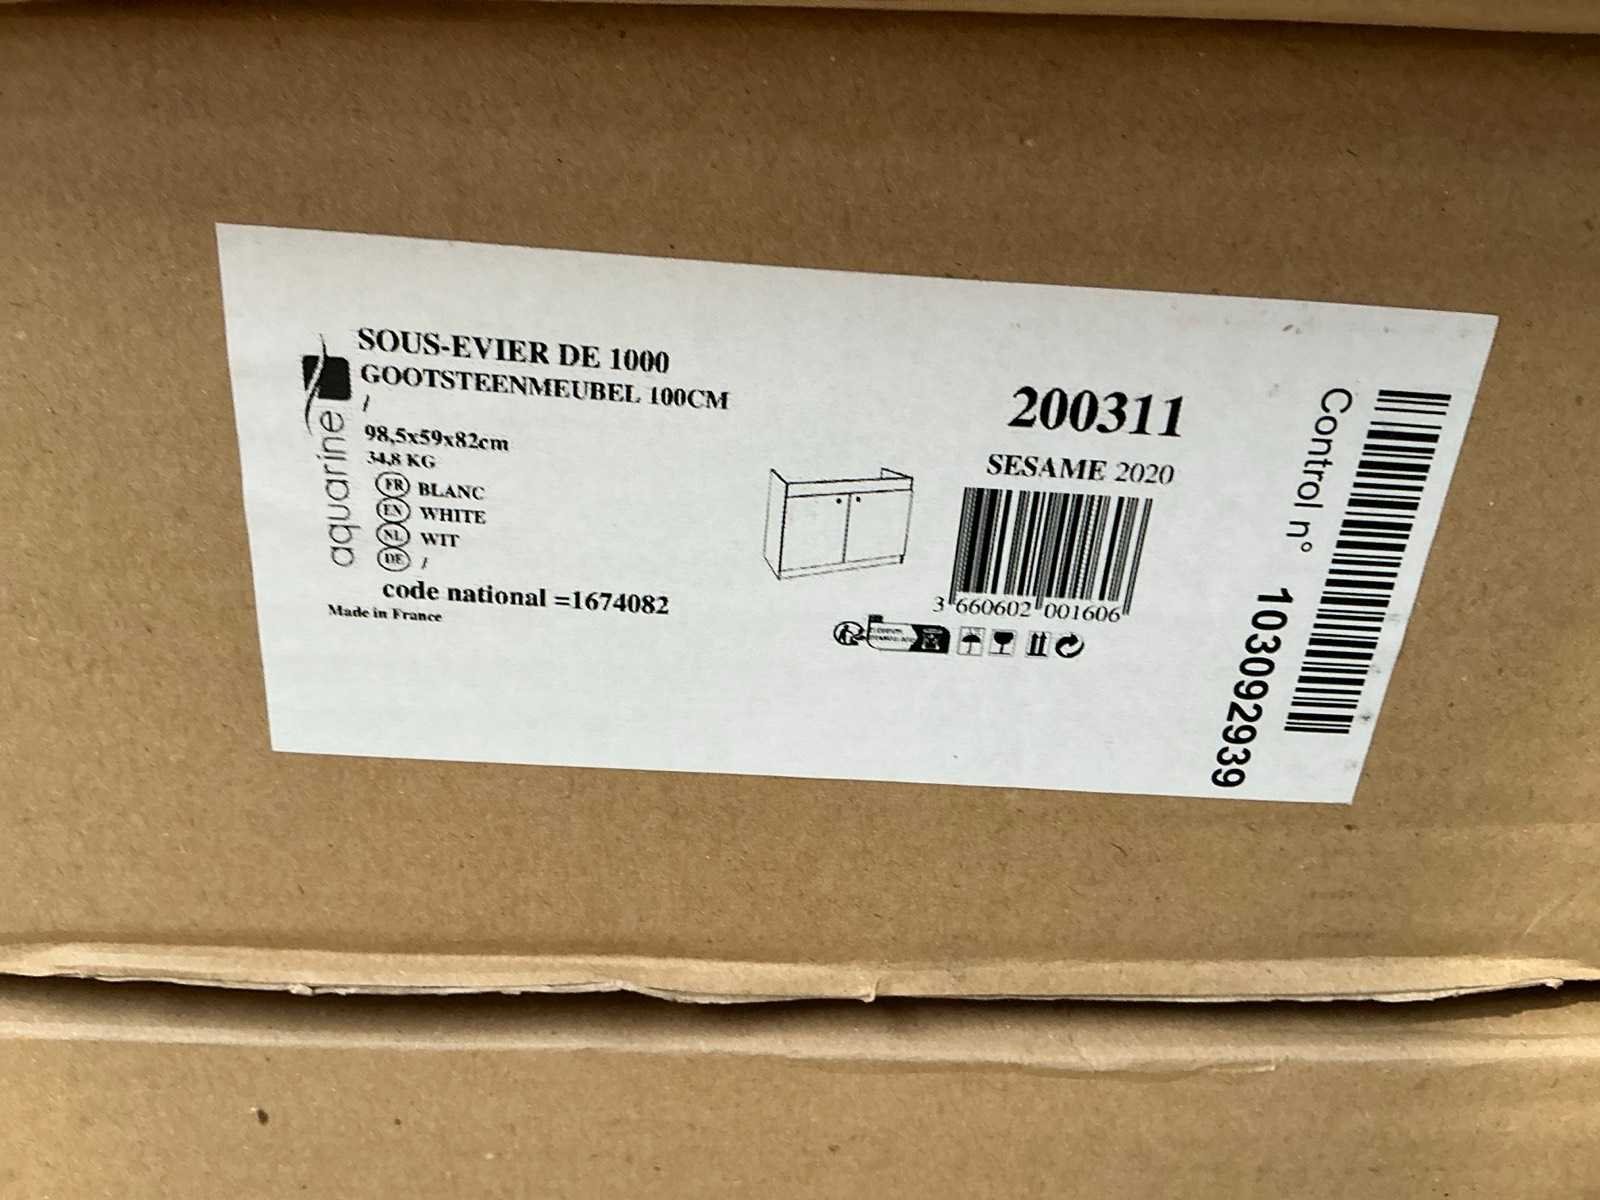 aquarine
SOUS-EVIER DE 1000
GOOTSTEENMEUBEL 100CM
/
98,5x59x82cm
34,8 KG
FR BLANC
EN WHITE
NL WIT
DE /
code national =1674082
Made in France
200311
SESAME 2020
3 660602 001606
Control n° 103092939